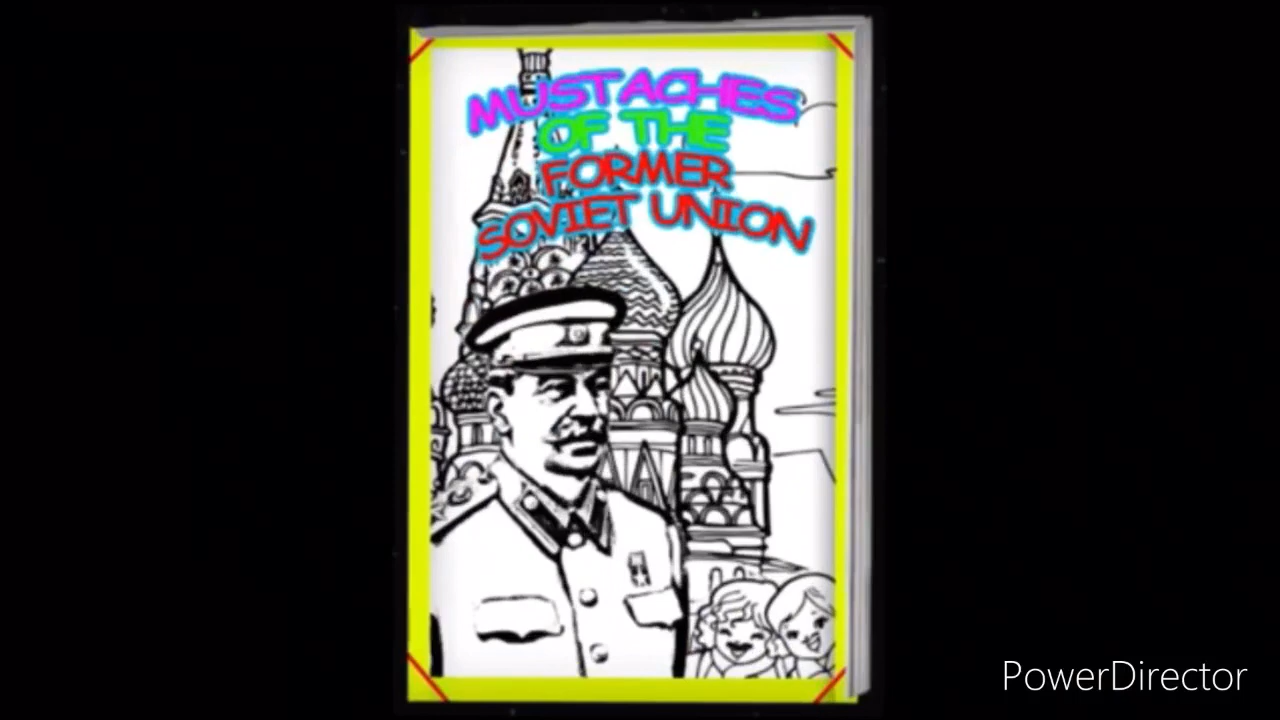 MUSTACHES
OF THE
FORMER
SOVIET UNION
PowerDirector